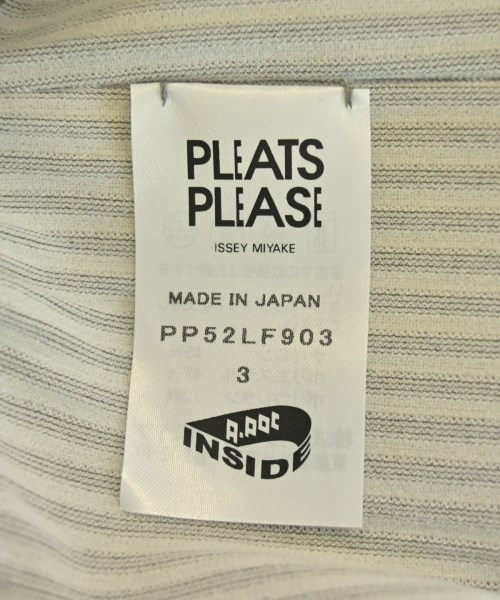 PLEATS
PLEASE
ISSEY MIYAKE
MADE IN JAPAN
PP52LF903
3
A-POC
INSIDE